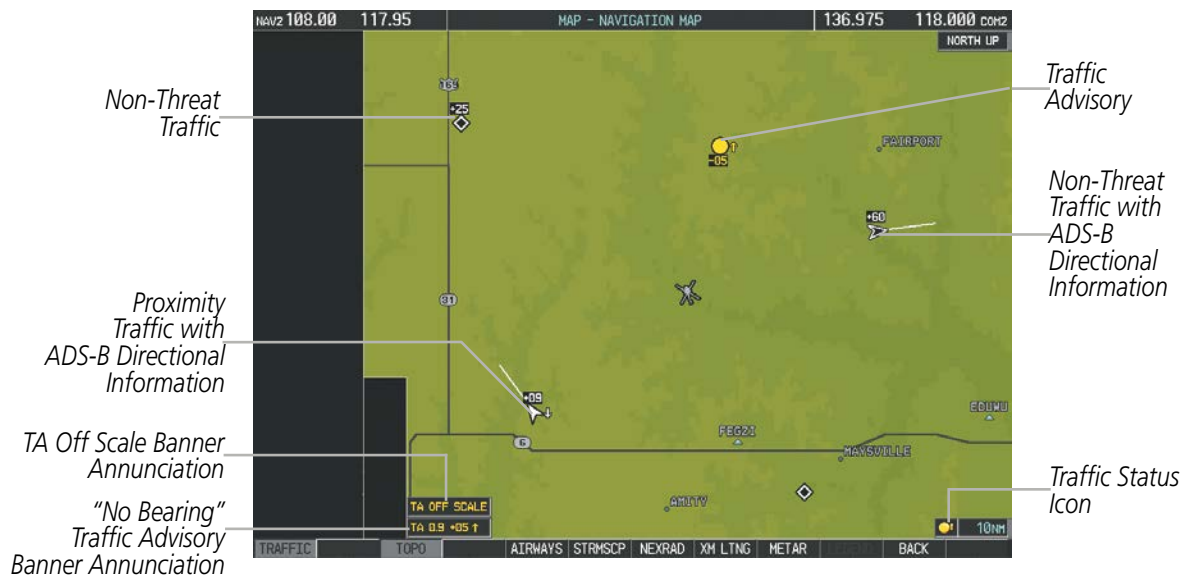 NAV2 108.00 117.95 MAP - NAVIGATION MAP 136.975 118.000 COM2
NORTH UP
Non-Threat
Traffic
Traffic
Advisory
+25
-05
FAIRPORT
Non-Threat
Traffic with
ADS-B
Directional
Information
+60
31
Proximity
Traffic with
ADS-B Directional
Information
+09
6
FEGZI
EDUWU
MAYSVILLE
AMITY
TA Off Scale Banner
Annunciation
TA OFF SCALE
"No Bearing"
Traffic Advisory
Banner Annunciation
TA 0.9 +05 ↑
Traffic Status
Icon
10NM
TRAFFIC TOPO AIRWAYS STRMSCP NEXRAD XM LTNG METAR BACK